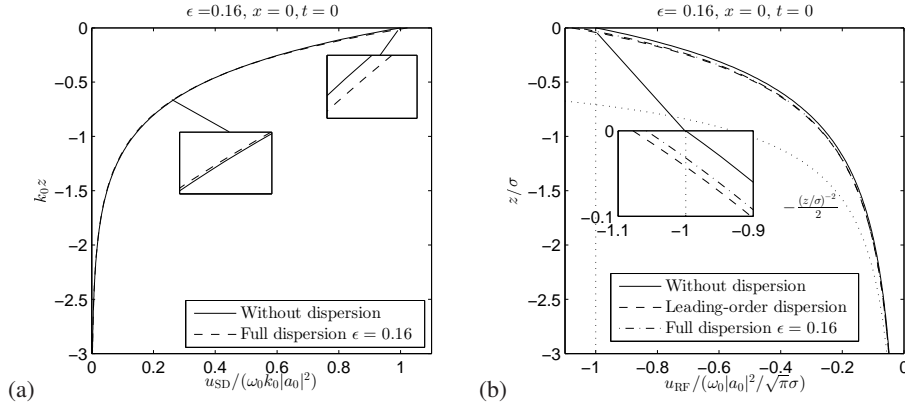 ϵ =0.16, x = 0, t = 0
0
−0.5
−1
−1.5
−2
−2.5
−3
k₀z
Without dispersion
Full dispersion ϵ = 0.16
0 0.2 0.4 0.6 0.8 1
u_SD/(ω₀k₀|a₀|²)
(a)
ϵ= 0.16, x = 0, t = 0
0
−0.5
−1
−1.5
−2
−2.5
−3
z/σ
0
−0.1
−1.1 −1 −0.9
−(z/σ)⁻²/2
Without dispersion
Leading-order dispersion
Full dispersion ϵ = 0.16
−1 −0.8 −0.6 −0.4 −0.2 0
u_RF/(ω₀|a₀|²/√πσ)
(b)